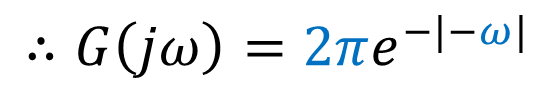 ∴ G(jω) = 2πe^{-|-ω|}